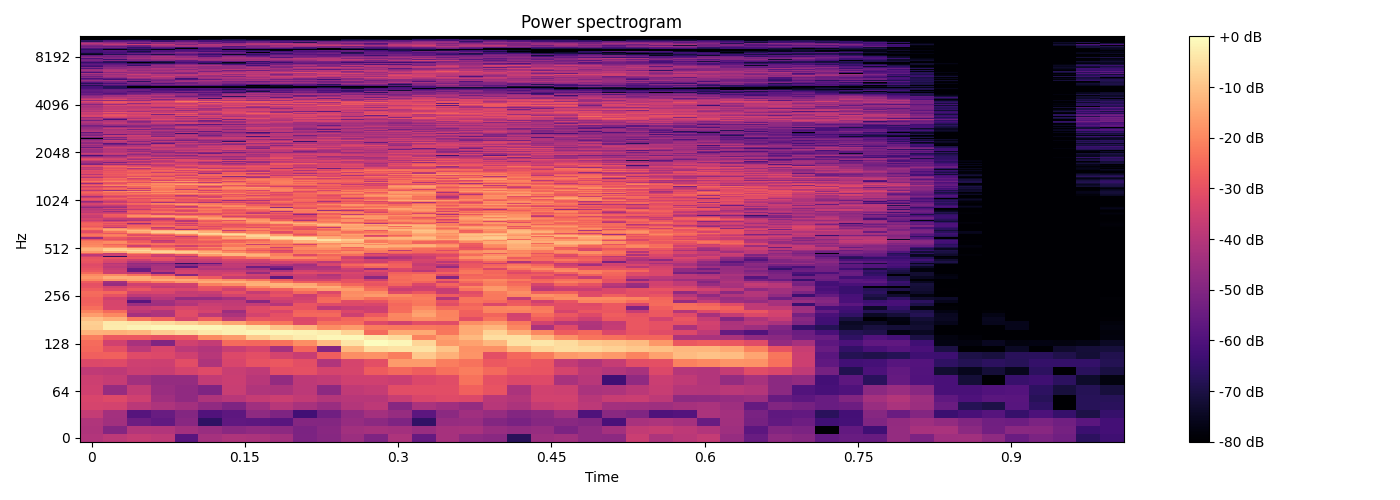 Power spectrogram
Hz
8192
4096
2048
1024
512
256
128
64
0
0 0.15 0.3 0.45 0.6 0.75 0.9
Time
+0 dB
-10 dB
-20 dB
-30 dB
-40 dB
-50 dB
-60 dB
-70 dB
-80 dB